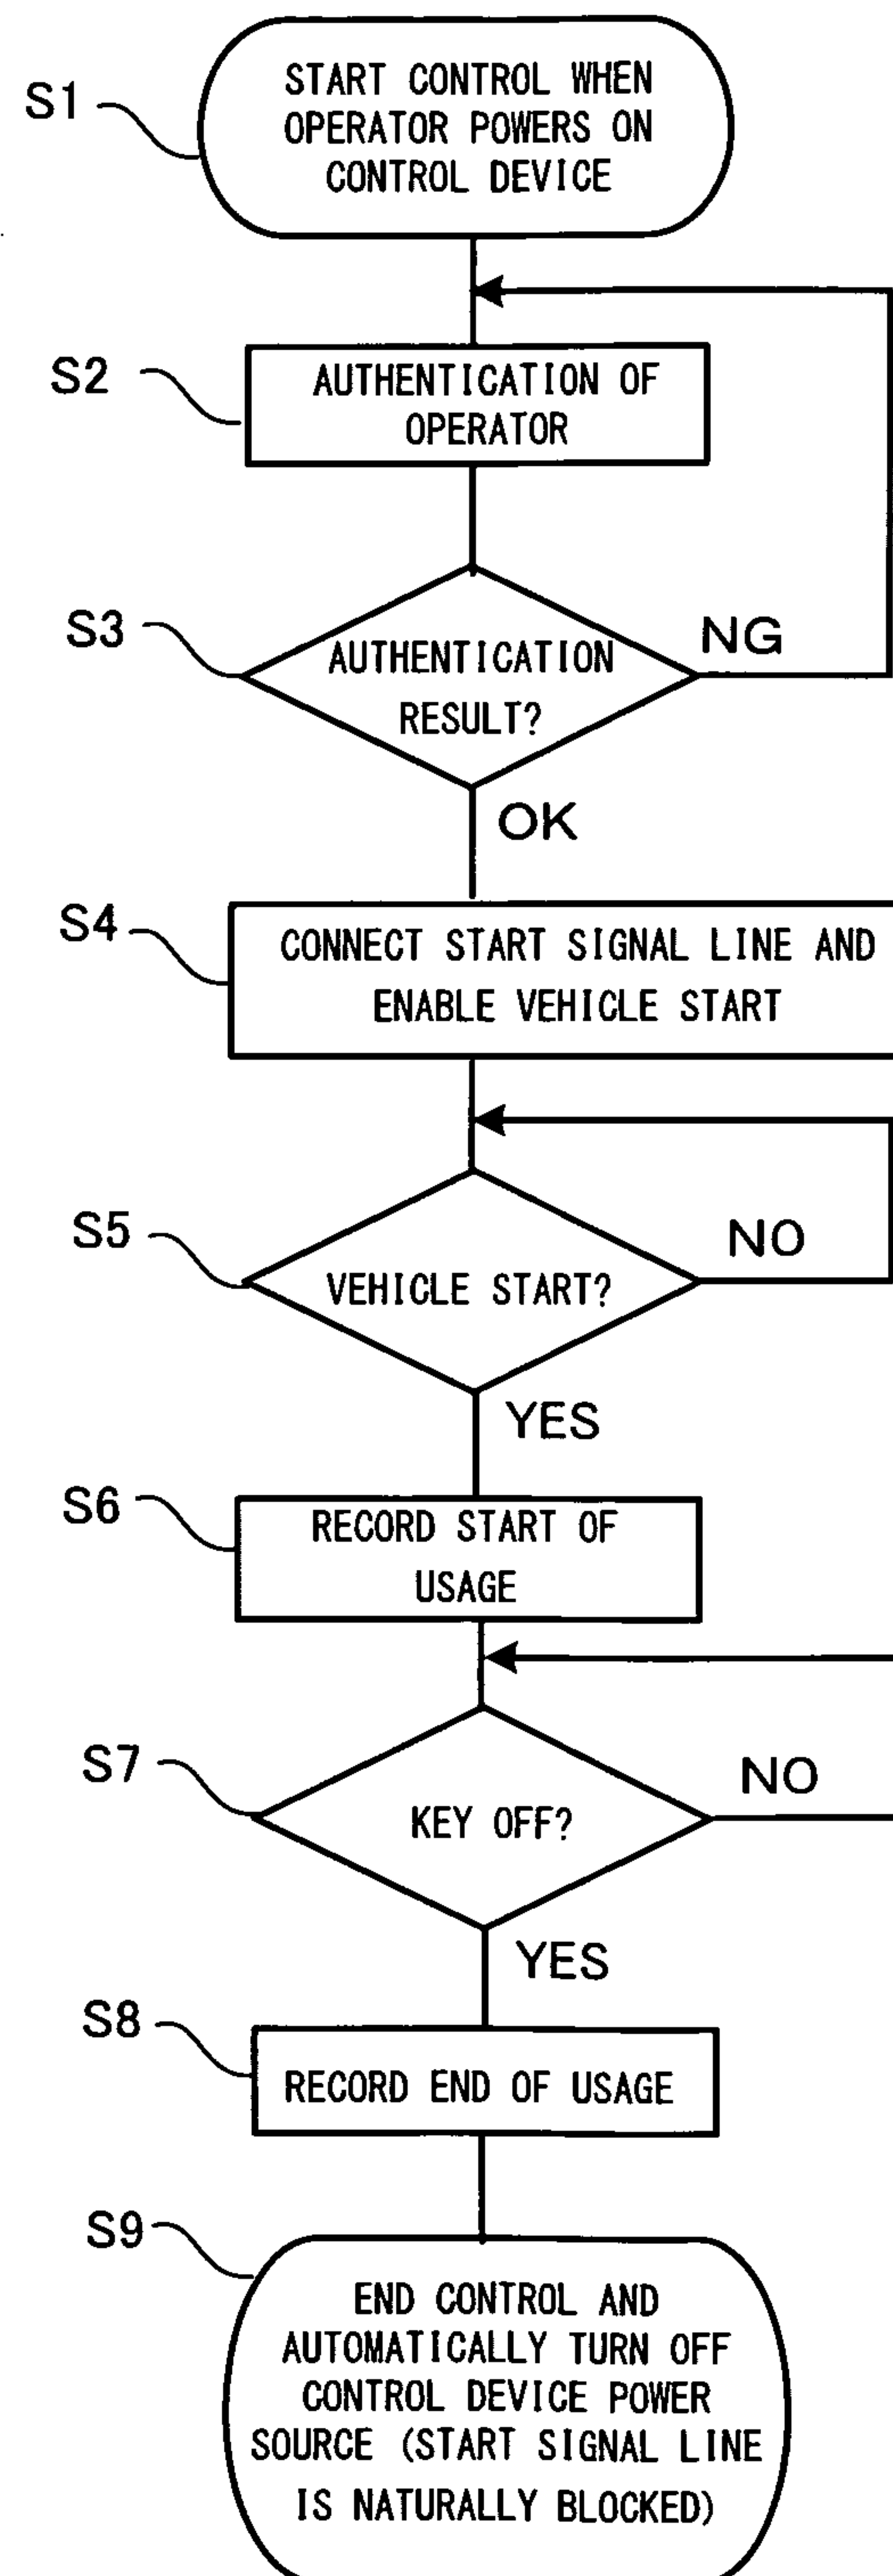 S1
START CONTROL WHEN
OPERATOR POWERS ON
CONTROL DEVICE
S2
AUTHENTICATION OF
OPERATOR
S3
AUTHENTICATION
RESULT?
NG
OK
S4
CONNECT START SIGNAL LINE AND
ENABLE VEHICLE START
S5
VEHICLE START?
NO
YES
S6
RECORD START OF
USAGE
S7
KEY OFF?
NO
YES
S8
RECORD END OF USAGE
S9
END CONTROL AND
AUTOMATICALLY TURN OFF
CONTROL DEVICE POWER
SOURCE (START SIGNAL LINE
IS NATURALLY BLOCKED)